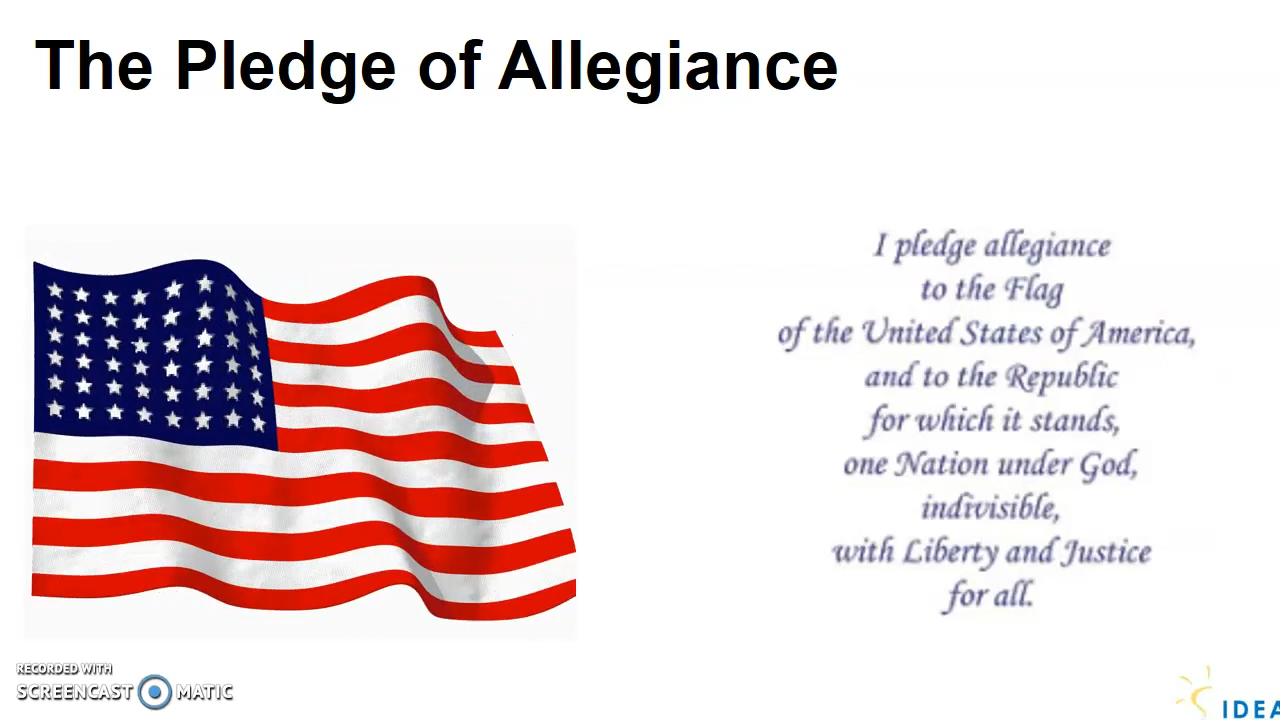 The Pledge of Allegiance
I pledge allegiance
to the Flag
of the United States of America,
and to the Republic
for which it stands,
one Nation under God,
indivisible,
with Liberty and Justice
for all.
RECORDED WITH
SCREENCAST MATIC
IDEA